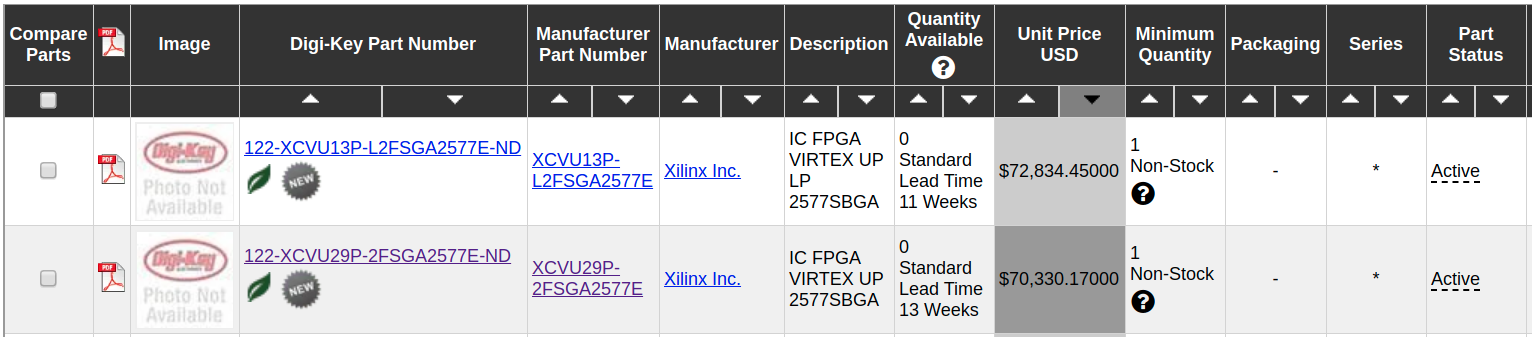 Compare Parts
PDF
Image
Digi-Key Part Number
Manufacturer Part Number
Manufacturer
Description
Quantity Available ?
Unit Price USD
Minimum Quantity
Packaging
Series
Part Status
PDF
Digi-Key
ELECTRONICS
Photo Not
Available
122-XCVU13P-L2FSGA2577E-ND
NEW
XCVU13P-
L2FSGA2577E
Xilinx Inc.
IC FPGA
VIRTEX UP
LP
2577SBGA
0
Standard
Lead Time
11 Weeks
$72,834.45000
1
Non-Stock
?
-
*
Active
PDF
Digi-Key
ELECTRONICS
Photo Not
Available
122-XCVU29P-2FSGA2577E-ND
NEW
XCVU29P-
2FSGA2577E
Xilinx Inc.
IC FPGA
VIRTEX UP
2577SBGA
0
Standard
Lead Time
13 Weeks
$70,330.17000
1
Non-Stock
?
-
*
Active